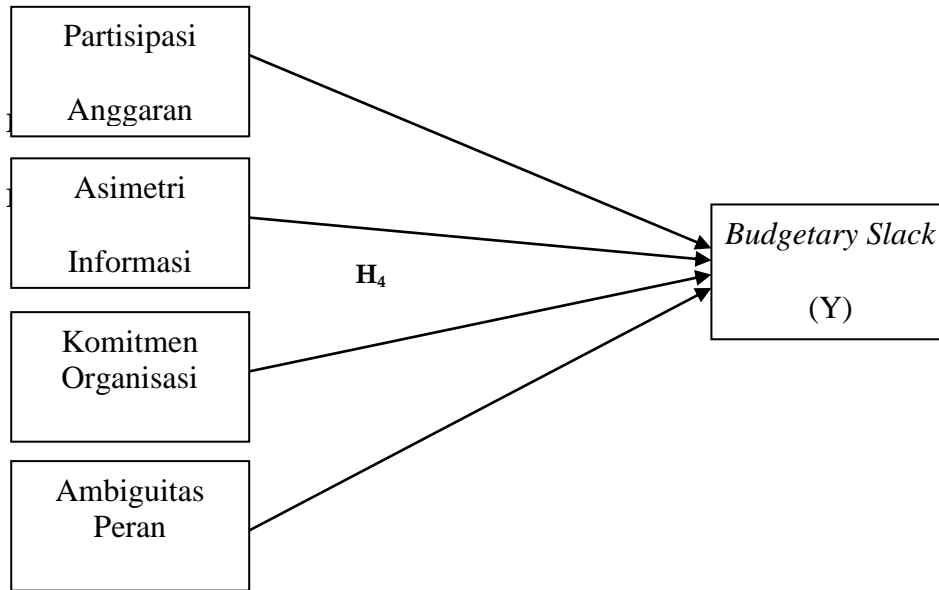 Partisipasi
Anggaran
Asimetri
Informasi
H₄
Komitmen
Organisasi
Ambiguitas
Peran
Budgetary Slack
(Y)